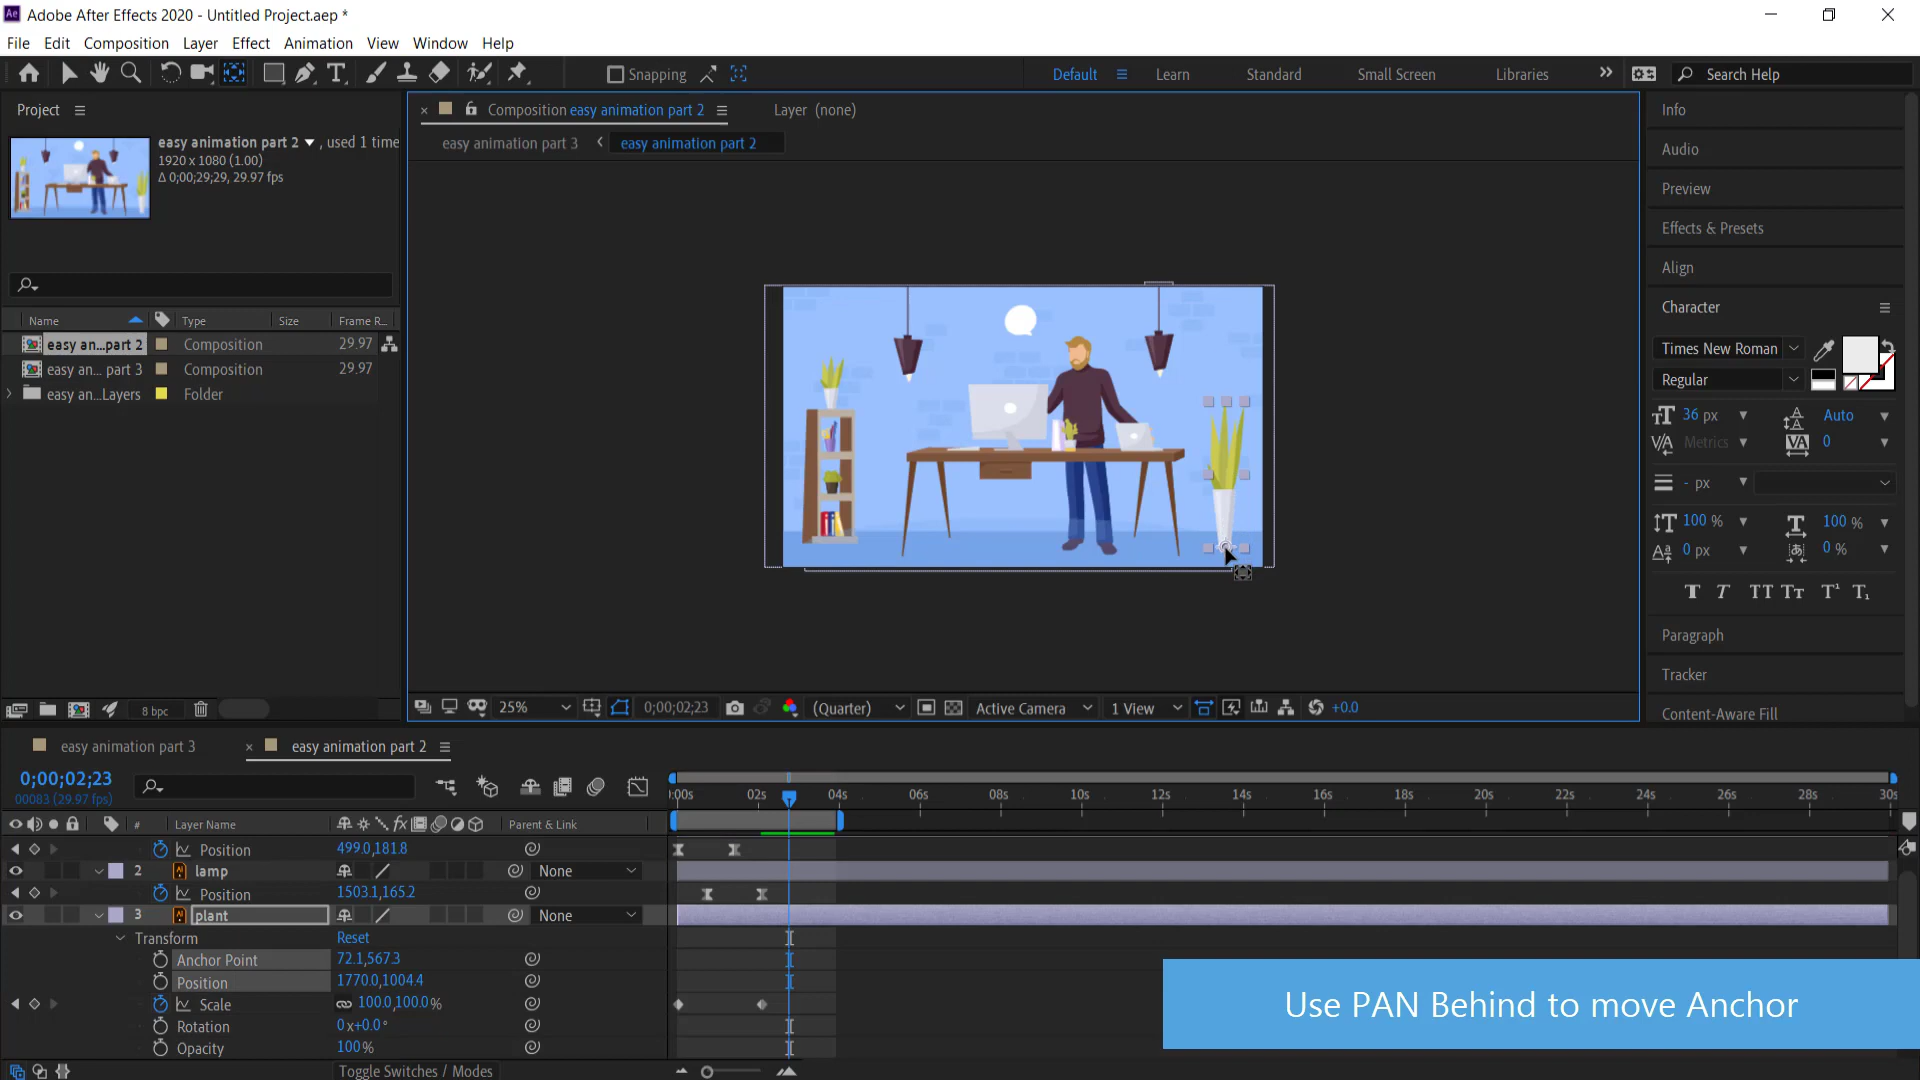 Adobe After Effects 2020 - Untitled Project.aep *
File Edit Composition Layer Effect Animation View Window Help
Snapping
Default Learn Standard Small Screen Libraries Search Help
Project
easy animation part 2 , used 1 time
1920 x 1080 (1.00)
Δ 0;00;29;29, 29.97 fps
Name Type Size Frame R...
easy an...part 2 Composition 29.97
easy an... part 3 Composition 29.97
easy an...Layers Folder
8 bpc
Composition easy animation part 2 Layer (none)
easy animation part 3 easy animation part 2
25% 0;00;02;23 (Quarter) Active Camera 1 View +0.0
Info
Audio
Preview
Effects & Presets
Align
Character
Times New Roman
Regular
36 px Auto
Metrics 0
- px
100 % 100 %
0 px 0 %
T T TT Tт T¹ T₁
Paragraph
Tracker
Content-Aware Fill
easy animation part 3 easy animation part 2
0;00;02;23
00083 (29.97 fps)
:00s 02s 04s 06s 08s 10s 12s 14s 16s 18s 20s 22s 24s 26s 28s 30s
# Layer Name Parent & Link
Position 499.0,181.8
2 lamp None
Position 1503.1,165.2
3 plant None
Transform Reset
Anchor Point 72.1,567.3
Position 1770.0,1004.4
Scale 100.0,100.0%
Rotation 0x+0.0°
Opacity 100%
Toggle Switches / Modes
Use PAN Behind to move Anchor